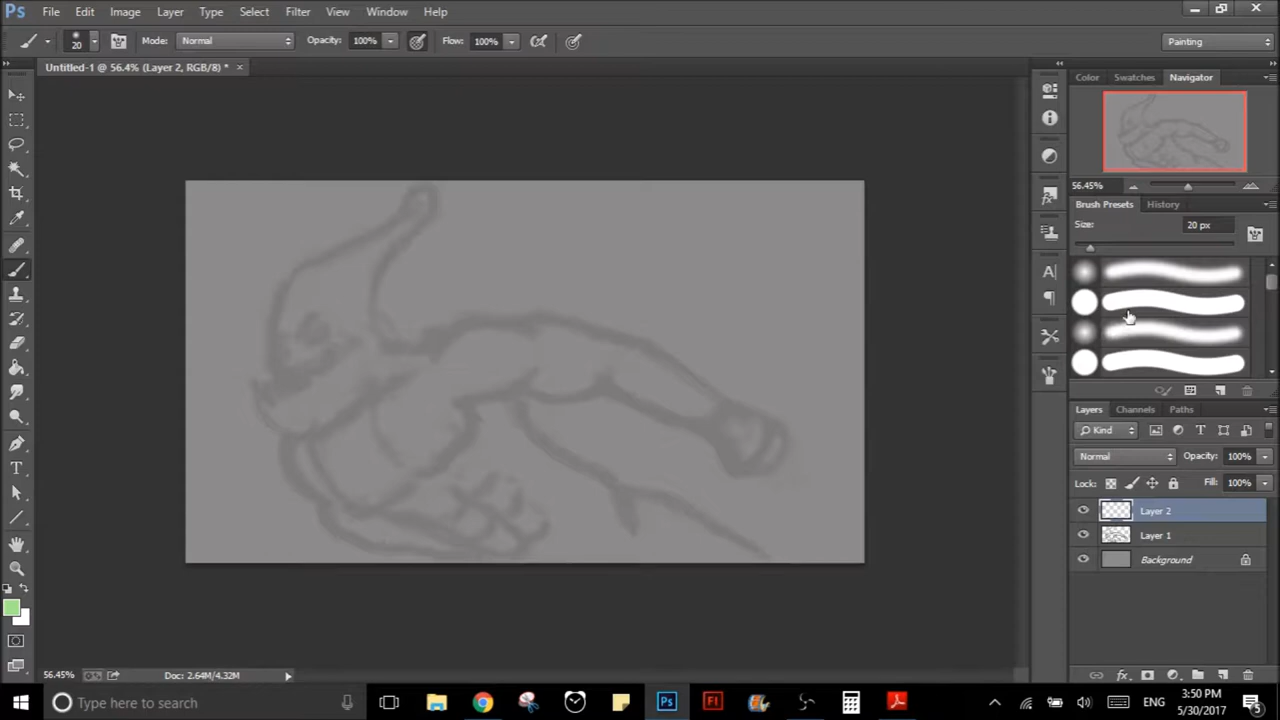 Ps File Edit Image Layer Type Select Filter View Window Help
20 Mode: Normal Opacity: 100% Flow: 100% Painting
Untitled-1 @ 56.4% (Layer 2, RGB/8) *
Color Swatches Navigator
56.45%
Brush Presets History
Size: 20 px
Layers Channels Paths
Kind
Normal Opacity: 100%
Lock: Fill: 100%
Layer 2
Layer 1
Background
56.45% Doc: 2.64M/4.32M
Type here to search Ps Fl ENG 3:50 PM
5/30/2017 5